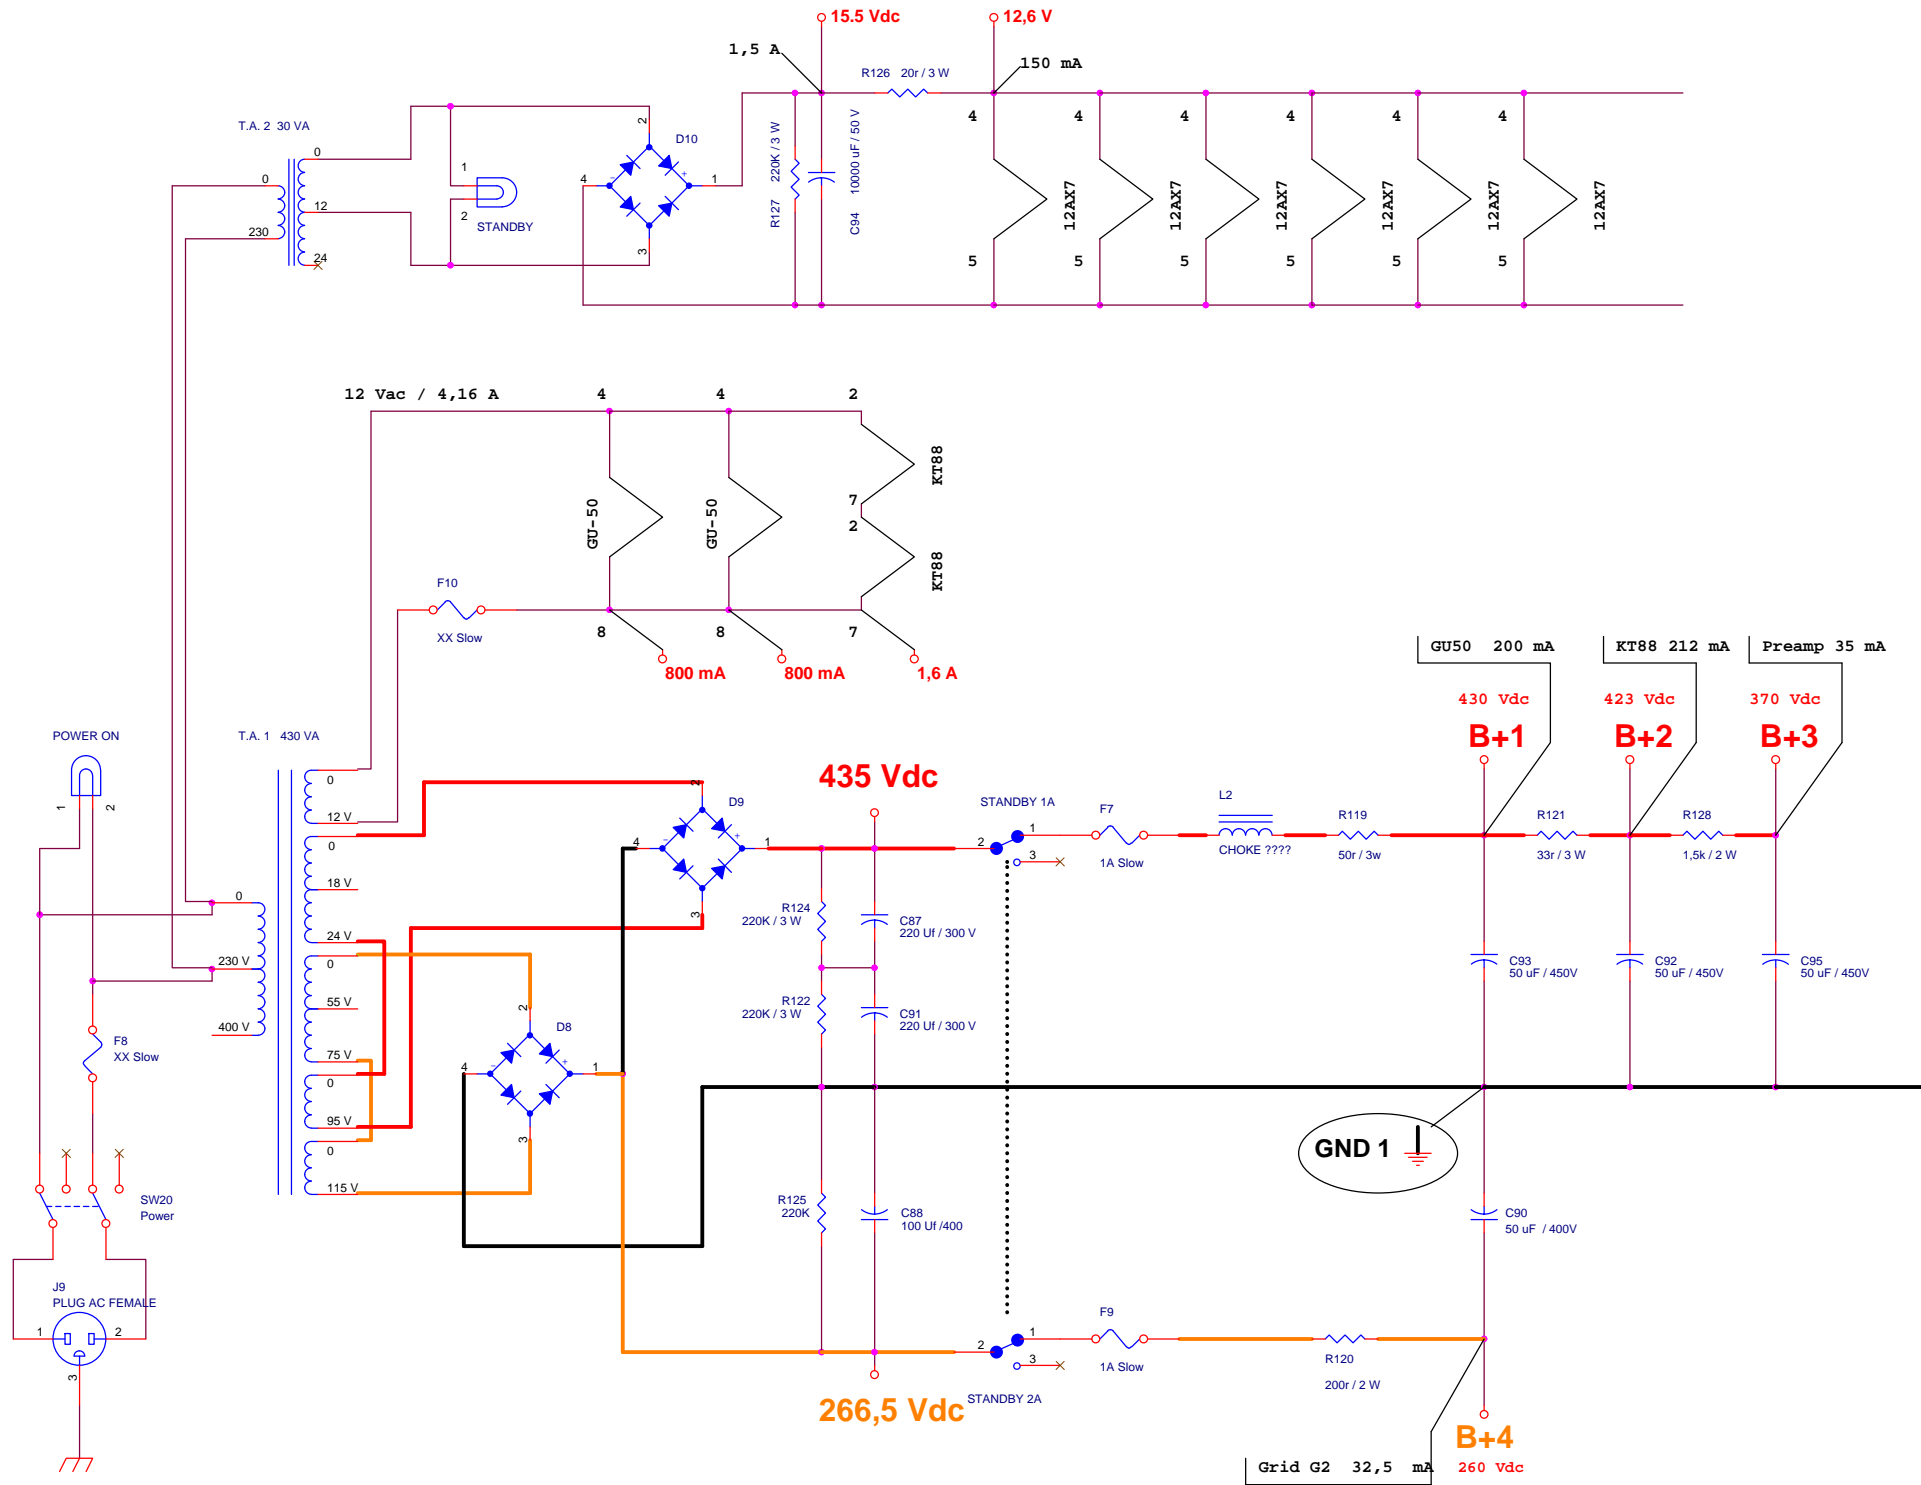 15.5 Vdc
12,6 V
1,5 A
150 mA
R126 20r / 3 W
T.A. 2 30 VA
0
0
12
230
24
1
2
STANDBY
2
D10
4
1
3
-
+
R127 220K / 3 W
C94 10000 uF / 50 V
4 4 4 4 4 4
12AX7 12AX7 12AX7 12AX7 12AX7 12AX7
5 5 5 5 5 5
12 Vac / 4,16 A
4
4
2
GU-50
GU-50
KT88
7
2
KT88
F10
XX Slow
8
8
7
800 mA
800 mA
1,6 A
GU50 200 mA
KT88 212 mA
Preamp 35 mA
430 Vdc
423 Vdc
370 Vdc
B+1
B+2
B+3
POWER ON
1
2
T.A. 1 430 VA
0
12 V
0
18 V
24 V
0
55 V
75 V
0
95 V
0
115 V
0
230 V
400 V
F8
XX Slow
2
D9
4
1
3
-
+
2
D8
4
1
3
-
+
435 Vdc
STANDBY 1A
1
2
3
F7
1A Slow
L2
CHOKE ????
R119
50r / 3w
R121
33r / 3 W
R128
1,5k / 2 W
R124
220K / 3 W
C87
220 Uf / 300 V
R122
220K / 3 W
C91
220 Uf / 300 V
C93
50 uF / 450V
C92
50 uF / 450V
C95
50 uF / 450V
GND 1
R125
220K
C88
100 Uf /400
C90
50 uF / 400V
SW20
Power
J9
PLUG AC FEMALE
1
2
3
266,5 Vdc
STANDBY 2A
1
2
3
F9
1A Slow
R120
200r / 2 W
B+4
Grid G2 32,5 mA
260 Vdc